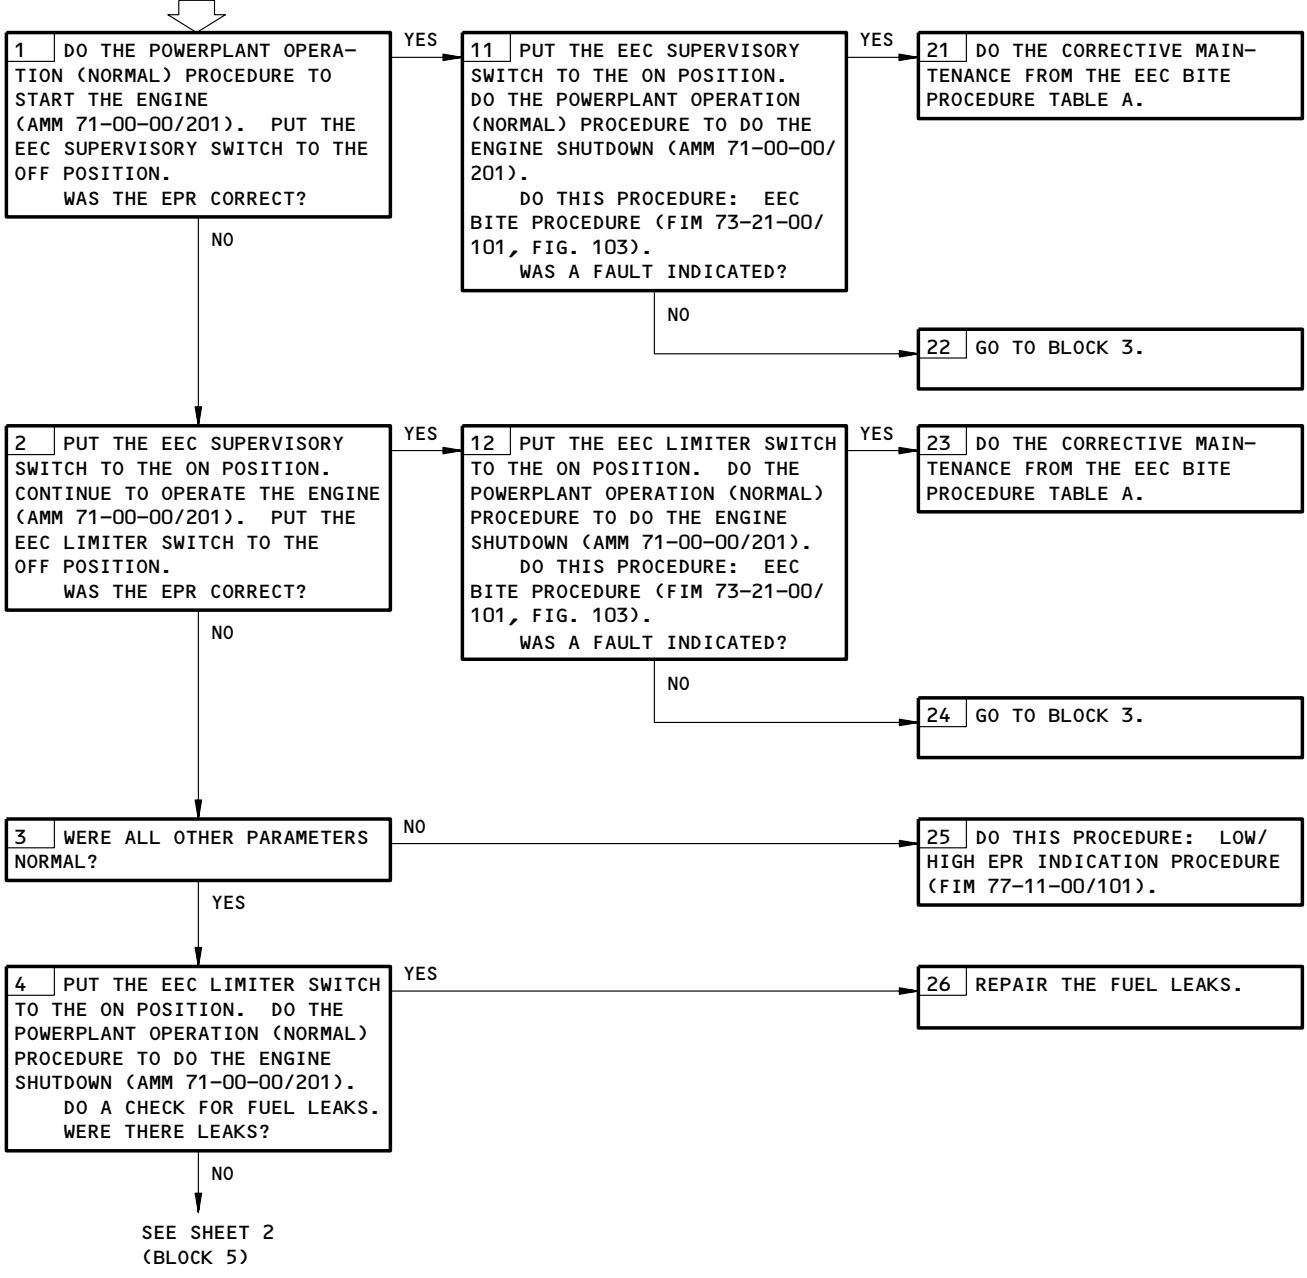 1 DO THE POWERPLANT OPERA-
TION (NORMAL) PROCEDURE TO
START THE ENGINE
(AMM 71-00-00/201). PUT THE
EEC SUPERVISORY SWITCH TO THE
OFF POSITION.
WAS THE EPR CORRECT?
YES
NO
11 PUT THE EEC SUPERVISORY
SWITCH TO THE ON POSITION.
DO THE POWERPLANT OPERATION
(NORMAL) PROCEDURE TO DO THE
ENGINE SHUTDOWN (AMM 71-00-00/
201).
DO THIS PROCEDURE: EEC
BITE PROCEDURE (FIM 73-21-00/
101, FIG. 103).
WAS A FAULT INDICATED?
YES
NO
21 DO THE CORRECTIVE MAIN-
TENANCE FROM THE EEC BITE
PROCEDURE TABLE A.
22 GO TO BLOCK 3.
2 PUT THE EEC SUPERVISORY
SWITCH TO THE ON POSITION.
CONTINUE TO OPERATE THE ENGINE
(AMM 71-00-00/201). PUT THE
EEC LIMITER SWITCH TO THE
OFF POSITION.
WAS THE EPR CORRECT?
YES
NO
12 PUT THE EEC LIMITER SWITCH
TO THE ON POSITION. DO THE
POWERPLANT OPERATION (NORMAL)
PROCEDURE TO DO THE ENGINE
SHUTDOWN (AMM 71-00-00/201).
DO THIS PROCEDURE: EEC
BITE PROCEDURE (FIM 73-21-00/
101, FIG. 103).
WAS A FAULT INDICATED?
YES
NO
23 DO THE CORRECTIVE MAIN-
TENANCE FROM THE EEC BITE
PROCEDURE TABLE A.
24 GO TO BLOCK 3.
3 WERE ALL OTHER PARAMETERS
NORMAL?
NO
YES
25 DO THIS PROCEDURE: LOW/
HIGH EPR INDICATION PROCEDURE
(FIM 77-11-00/101).
4 PUT THE EEC LIMITER SWITCH
TO THE ON POSITION. DO THE
POWERPLANT OPERATION (NORMAL)
PROCEDURE TO DO THE ENGINE
SHUTDOWN (AMM 71-00-00/201).
DO A CHECK FOR FUEL LEAKS.
WERE THERE LEAKS?
YES
NO
26 REPAIR THE FUEL LEAKS.
SEE SHEET 2
(BLOCK 5)